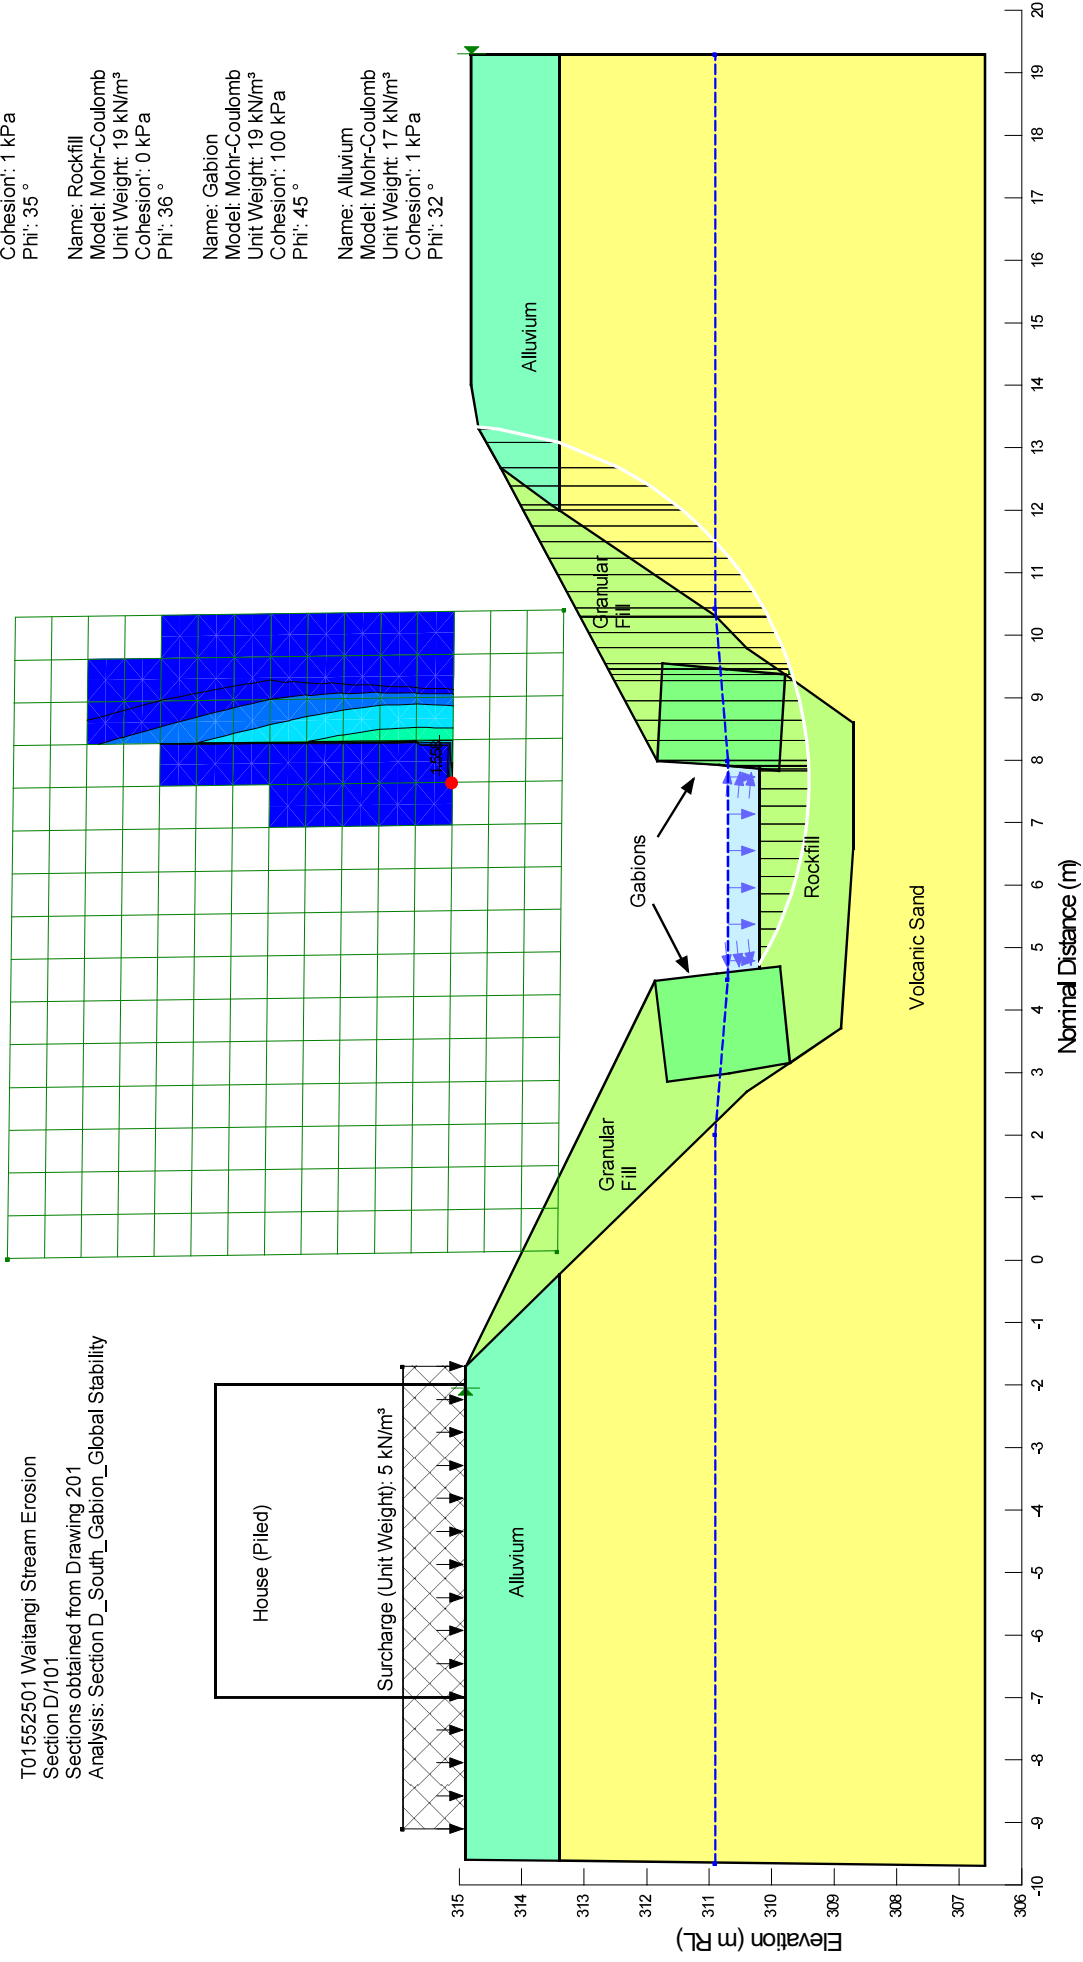 T01552501 Waitangi Stream Erosion
Section D/101
Sections obtained from Drawing 201
Analysis: Section D_South_Gabion_Global Stability
Cohesion': 1 kPa
Phi': 35 °
Name: Rockfill
Model: Mohr-Coulomb
Unit Weight: 19 kN/m³
Cohesion': 0 kPa
Phi': 36 °
Name: Gabion
Model: Mohr-Coulomb
Unit Weight: 19 kN/m³
Cohesion': 100 kPa
Phi': 45 °
Name: Alluvium
Model: Mohr-Coulomb
Unit Weight: 17 kN/m³
Cohesion': 1 kPa
Phi': 32 °
House (Piled)
Surcharge (Unit Weight): 5 kN/m³
Alluvium
Granular
Fill
Gabions
Granular
Fill
Alluvium
Rockfill
Volcanic Sand
Elevation (m RL)
315
314
313
312
311
310
309
308
307
306
-10 -9 -8 -7 -6 -5 -4 -3 -2 -1 0 1 2 3 4 5 6 7 8 9 10 11 12 13 14 15 16 17 18 19 20
Nominal Distance (m)